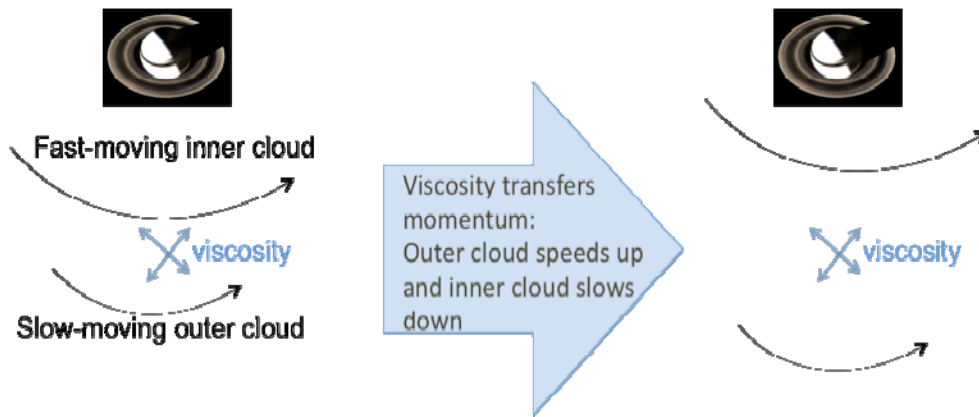 Fast-moving inner cloud
viscosity
Slow-moving outer cloud
Viscosity transfers
momentum:
Outer cloud speeds up
and inner cloud slows
down
viscosity